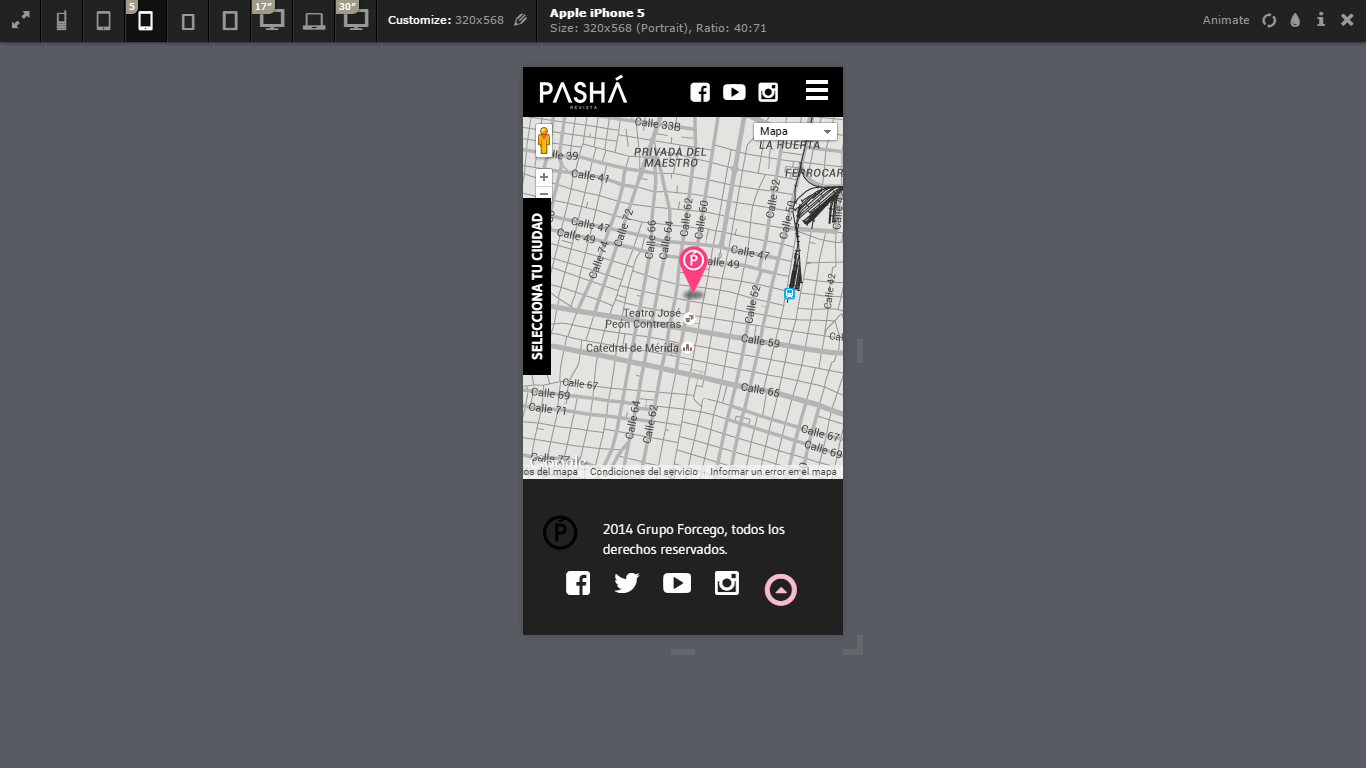 5
17"
30"
Customize: 320x568
Apple iPhone 5
Size: 320x568 (Portrait), Ratio: 40:71
Animate
PASHÁ
REVISTA
Mapa
Calle 33B
LA HUERTA
PRIVADA DEL
MAESTRO
lle 39
FERROCAR
Calle 41
Calle 52
Calle 50
Calle 62
Calle 60
Calle 72
Calle 66
Calle 64
Calle 47
Calle 49
Calle 74
Calle 47
alle 49
Calle 42
Calle 52
SELECCIONA TU CIUDAD
P
Teatro José
Peón Contreras
Calle 59
Cal
Catedral de Mérida
Calle 67
Calle 69
Calle 71
Calle 65
Calle 64
Calle 62
Calle 67
Calle 69
Calle 77
Google
os del mapa
Condiciones del servicio
Informar un error en el mapa
P
2014 Grupo Forcego, todos los
derechos reservados.